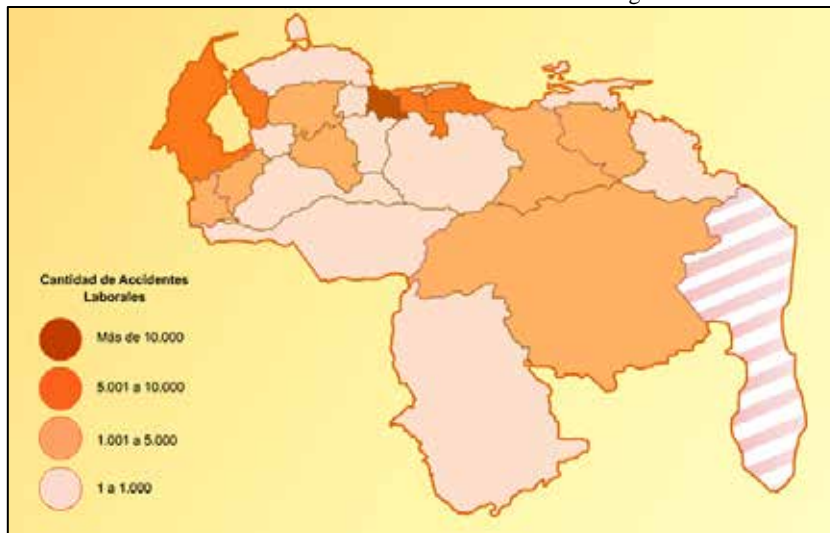 Cantidad de Accidentes
Laborales
Más de 10.000
5.001 a 10.000
1.001 a 5.000
1 a 1.000